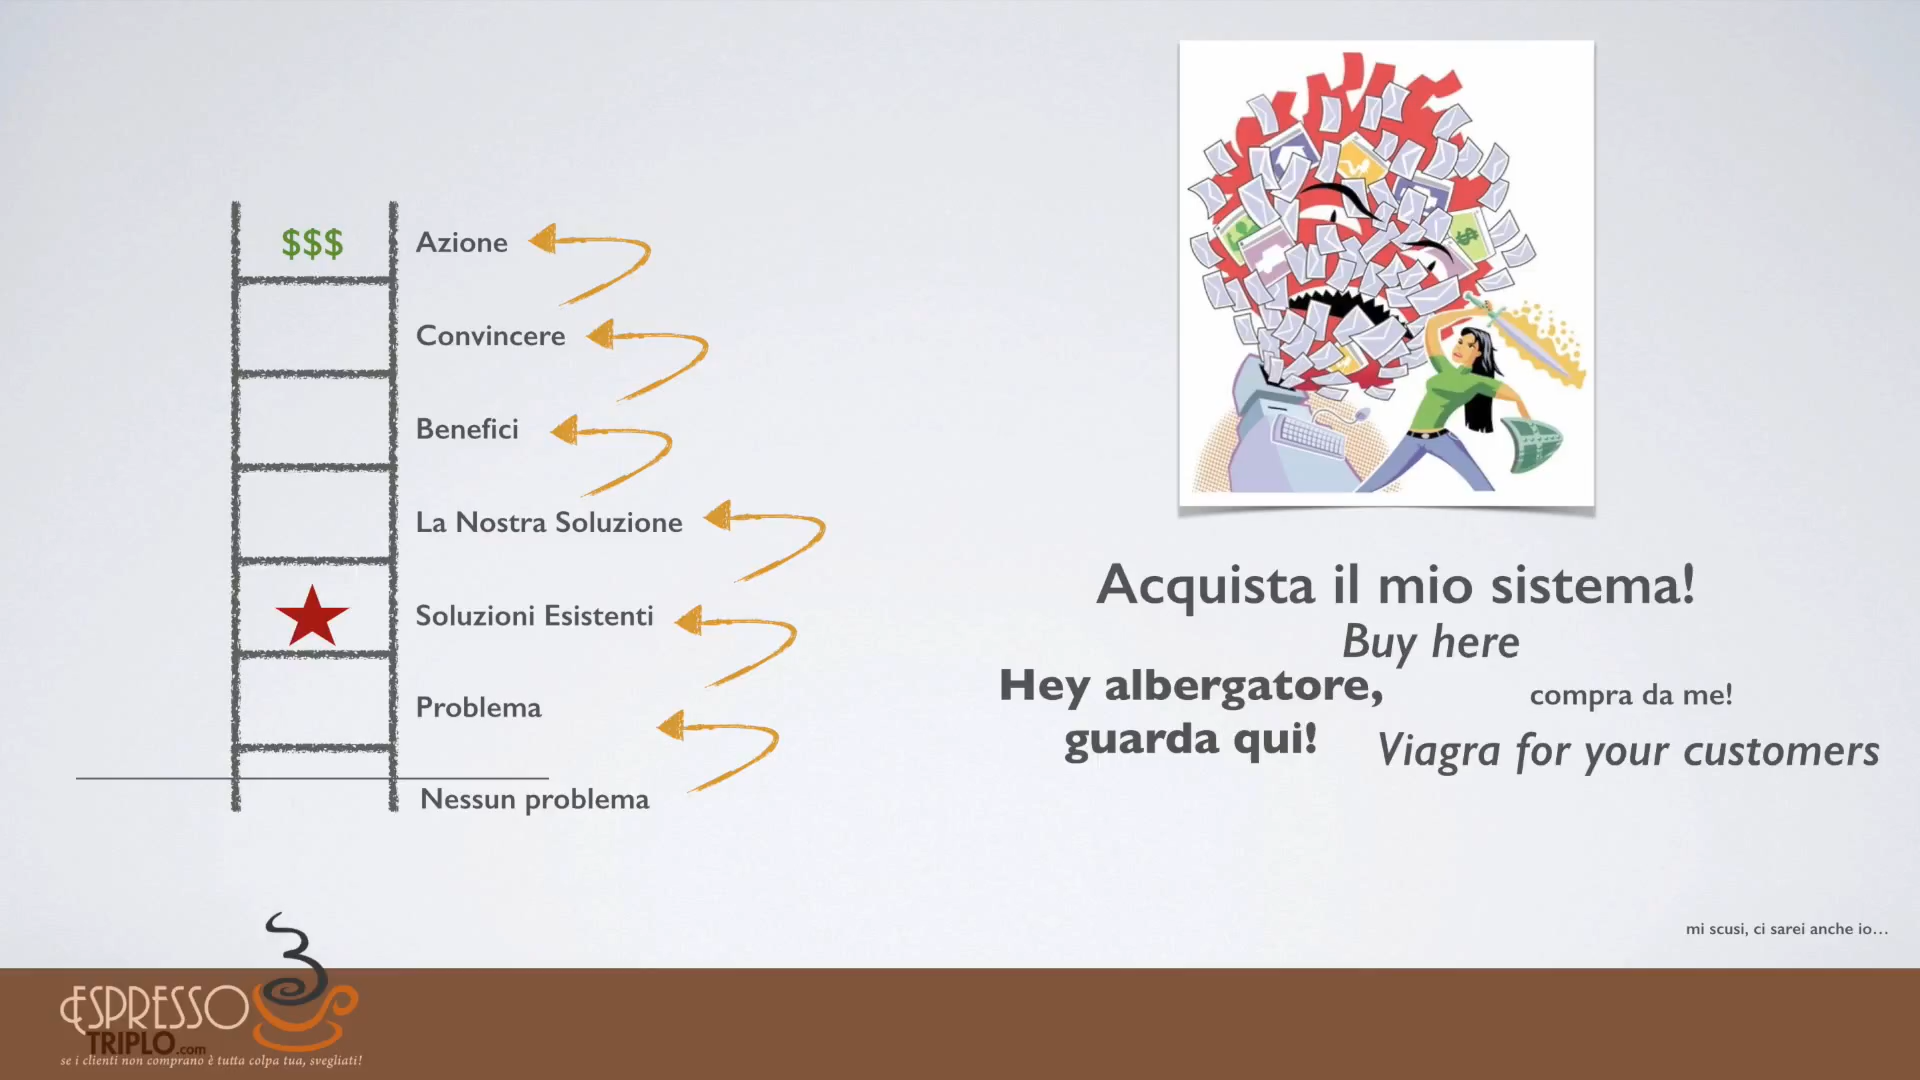 $$$
Azione
Convincere
Benefici
La Nostra Soluzione
Soluzioni Esistenti
Problema
Nessun problema
Acquista il mio sistema!
Buy here
Hey albergatore,
guarda qui!
compra da me!
Viagra for your customers
mi scusi, ci sarei anche io…
3
ESPRESSO
TRIPLO.com
se i clienti non comprano è tutta colpa tua, svegliati!